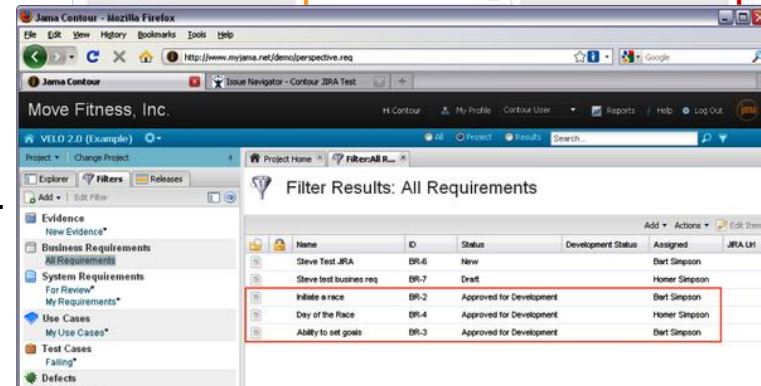 Jama Contour - Mozilla Firefox
File Edit View History Bookmarks Tools Help
http://www.myjama.net/demo/perspective.req
Google
Jama Contour
Issue Navigator - Contour JIRA Test
Move Fitness, Inc.
Hi Contour My Profile Contour User Reports Help Log Out
VELO 2.0 (Example)
All Project Results Search...
Project Change Project
Project Home Filter:All R...
Explorer Filters Releases
Add Edit Filter
Filter Results: All Requirements
Add Actions Edit Item
Evidence
New Evidence*
Business Requirements
All Requirements
System Requirements
For Review*
My Requirements*
Use Cases
My Use Cases*
Test Cases
Failing*
Defects
Name ID Status Development Status Assigned JIRA Url
Steve Test JIRA BR-6 New Bart Simpson
Steve test busines req BR-7 Draft Homer Simpson
Initiate a race BR-2 Approved for Development Bart Simpson
Day of the Race BR-4 Approved for Development Homer Simpson
Ability to set goals BR-3 Approved for Development Bart Simpson